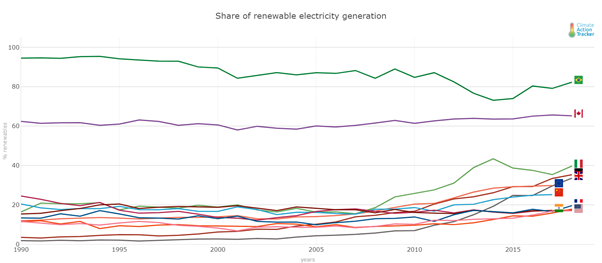 Share of renewable electricity generation
Climate
Action
Tracker
100
80
60
40
20
0
% renewables
1990
1995
2000
2005
2010
2015
years